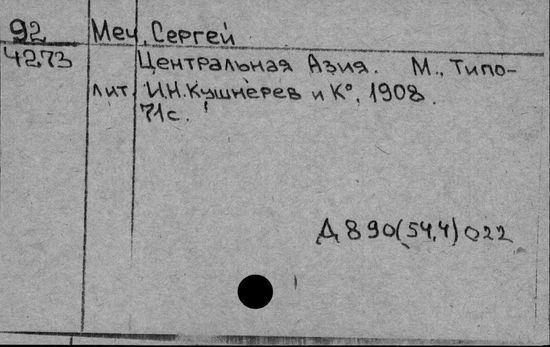 92 Меч, Сергей
4273 Центральная Азия. М., Типо-
лит. И.Н.Кушнерев и К°, 1908.
71с.
Д 890(54,4) 022